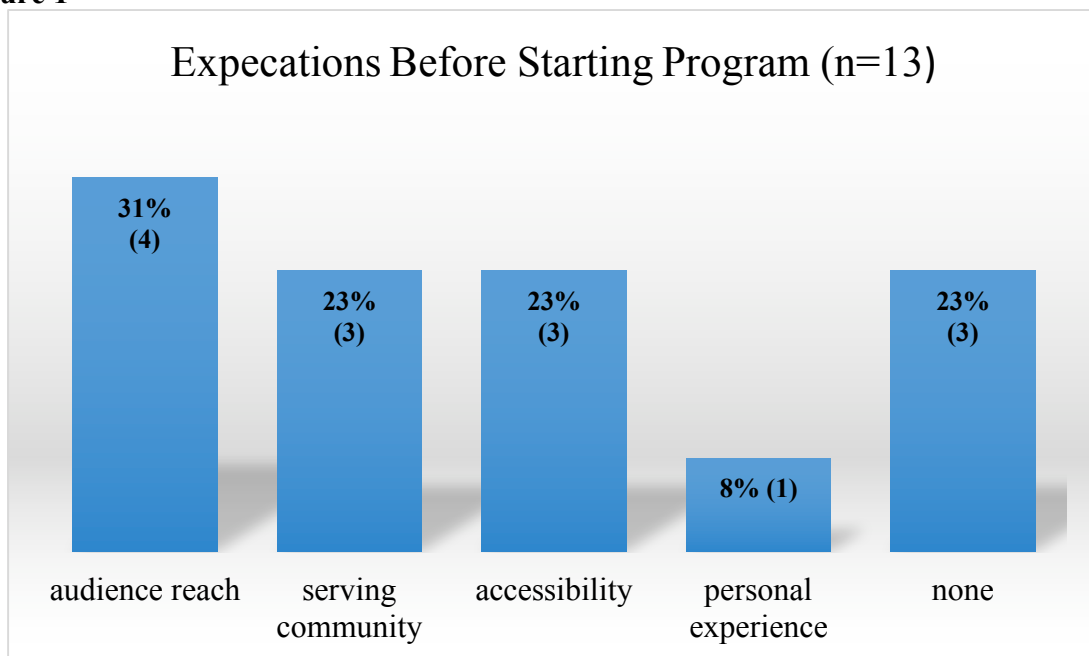 Expecations Before Starting Program (n=13)
31%
(4)
23%
(3)
23%
(3)
8% (1)
23%
(3)
audience reach
serving
community
accessibility
personal
experience
none